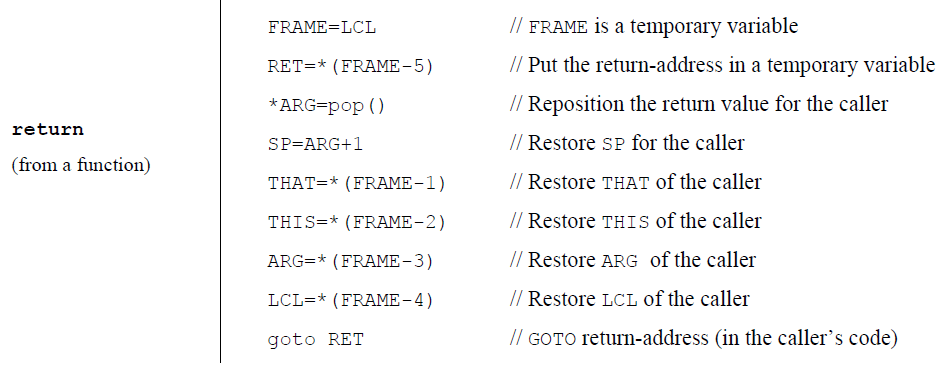 FRAME=LCL // FRAME is a temporary variable
RET=*(FRAME-5) // Put the return-address in a temporary variable
*ARG=pop() // Reposition the return value for the caller
return
SP=ARG+1 // Restore SP for the caller
(from a function)
THAT=*(FRAME-1) // Restore THAT of the caller
THIS=*(FRAME-2) // Restore THIS of the caller
ARG=*(FRAME-3) // Restore ARG of the caller
LCL=*(FRAME-4) // Restore LCL of the caller
goto RET // GOTO return-address (in the caller's code)